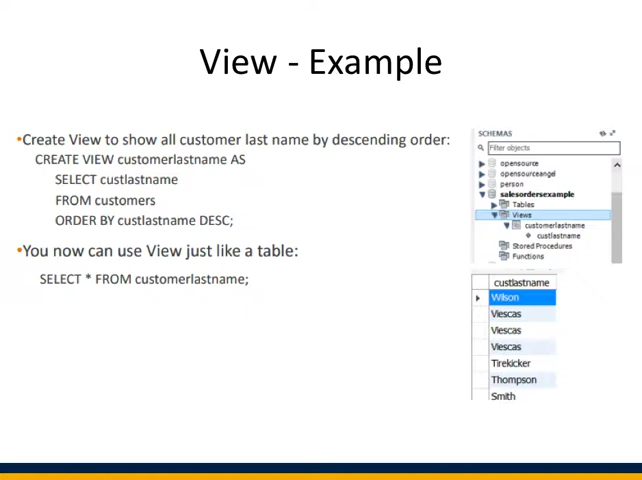 View - Example
•Create View to show all customer last name by descending order:
CREATE VIEW customerlastname AS
SELECT custlastname
FROM customers
ORDER BY custlastname DESC;
•You now can use View just like a table:
SELECT * FROM customerlastname;
SCHEMAS
Filter objects
opensource
opensourceangel
person
salesordersexample
Tables
Views
customerlastname
custlastname
Stored Procedures
Functions
custlastname
Wilson
Viescas
Viescas
Viescas
Tirekicker
Thompson
Smith